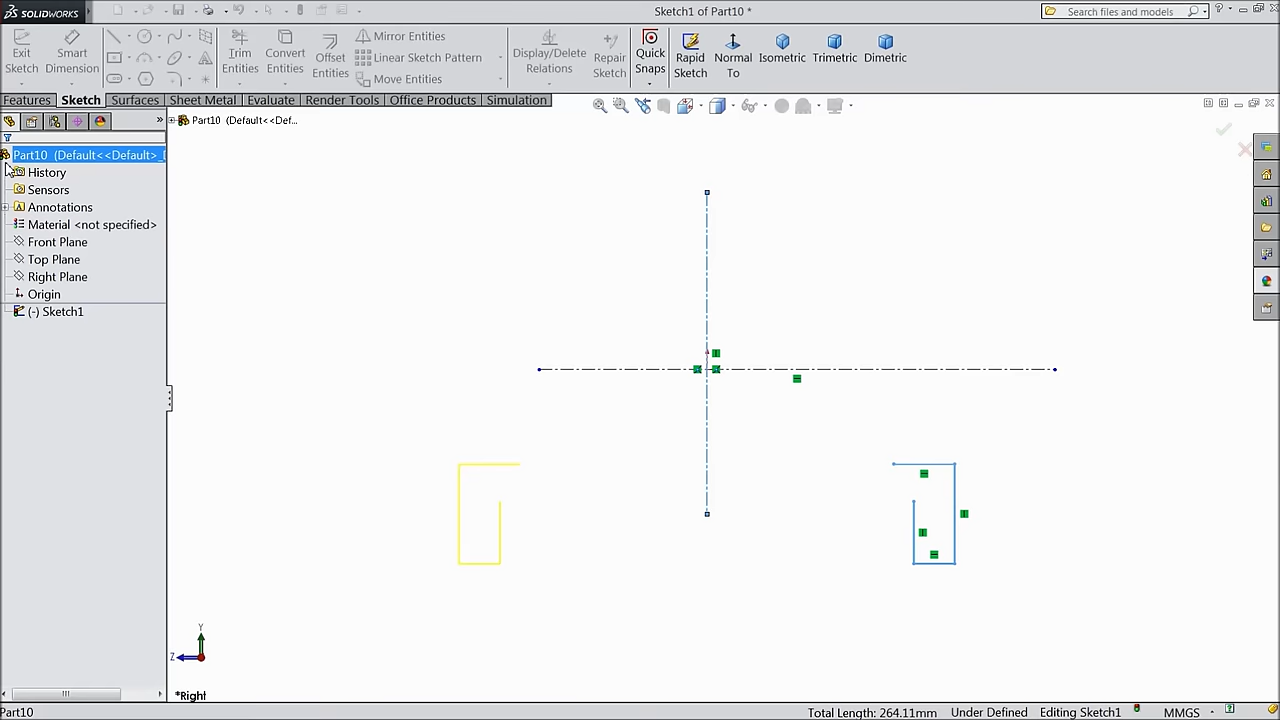 SOLIDWORKS
Sketch1 of Part10 *
Search files and models
?
Exit Sketch
Smart Dimension
Trim Entities
Convert Entities
Offset Entities
Mirror Entities
Linear Sketch Pattern
Move Entities
Display/Delete Relations
Repair Sketch
Quick Snaps
Rapid Sketch
Normal To
Isometric
Trimetric
Dimetric
Features
Sketch
Surfaces
Sheet Metal
Evaluate
Render Tools
Office Products
Simulation
»
Part10 (Default<<Def...
Part10 (Default<<Default>_
History
Sensors
Annotations
Material <not specified>
Front Plane
Top Plane
Right Plane
Origin
(-) Sketch1
Y
Z
*Right
Part10
Total Length: 264.11mm
Under Defined
Editing Sketch1
MMGS
?